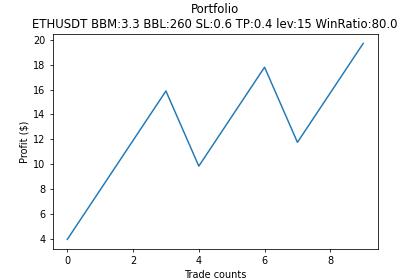 Portfolio
ETHUSDT BBM:3.3 BBL:260 SL:0.6 TP:0.4 lev:15 WinRatio:80.0
20
18
16
14
12
10
8
6
4
Profit ($)
0 2 4 6 8
Trade counts